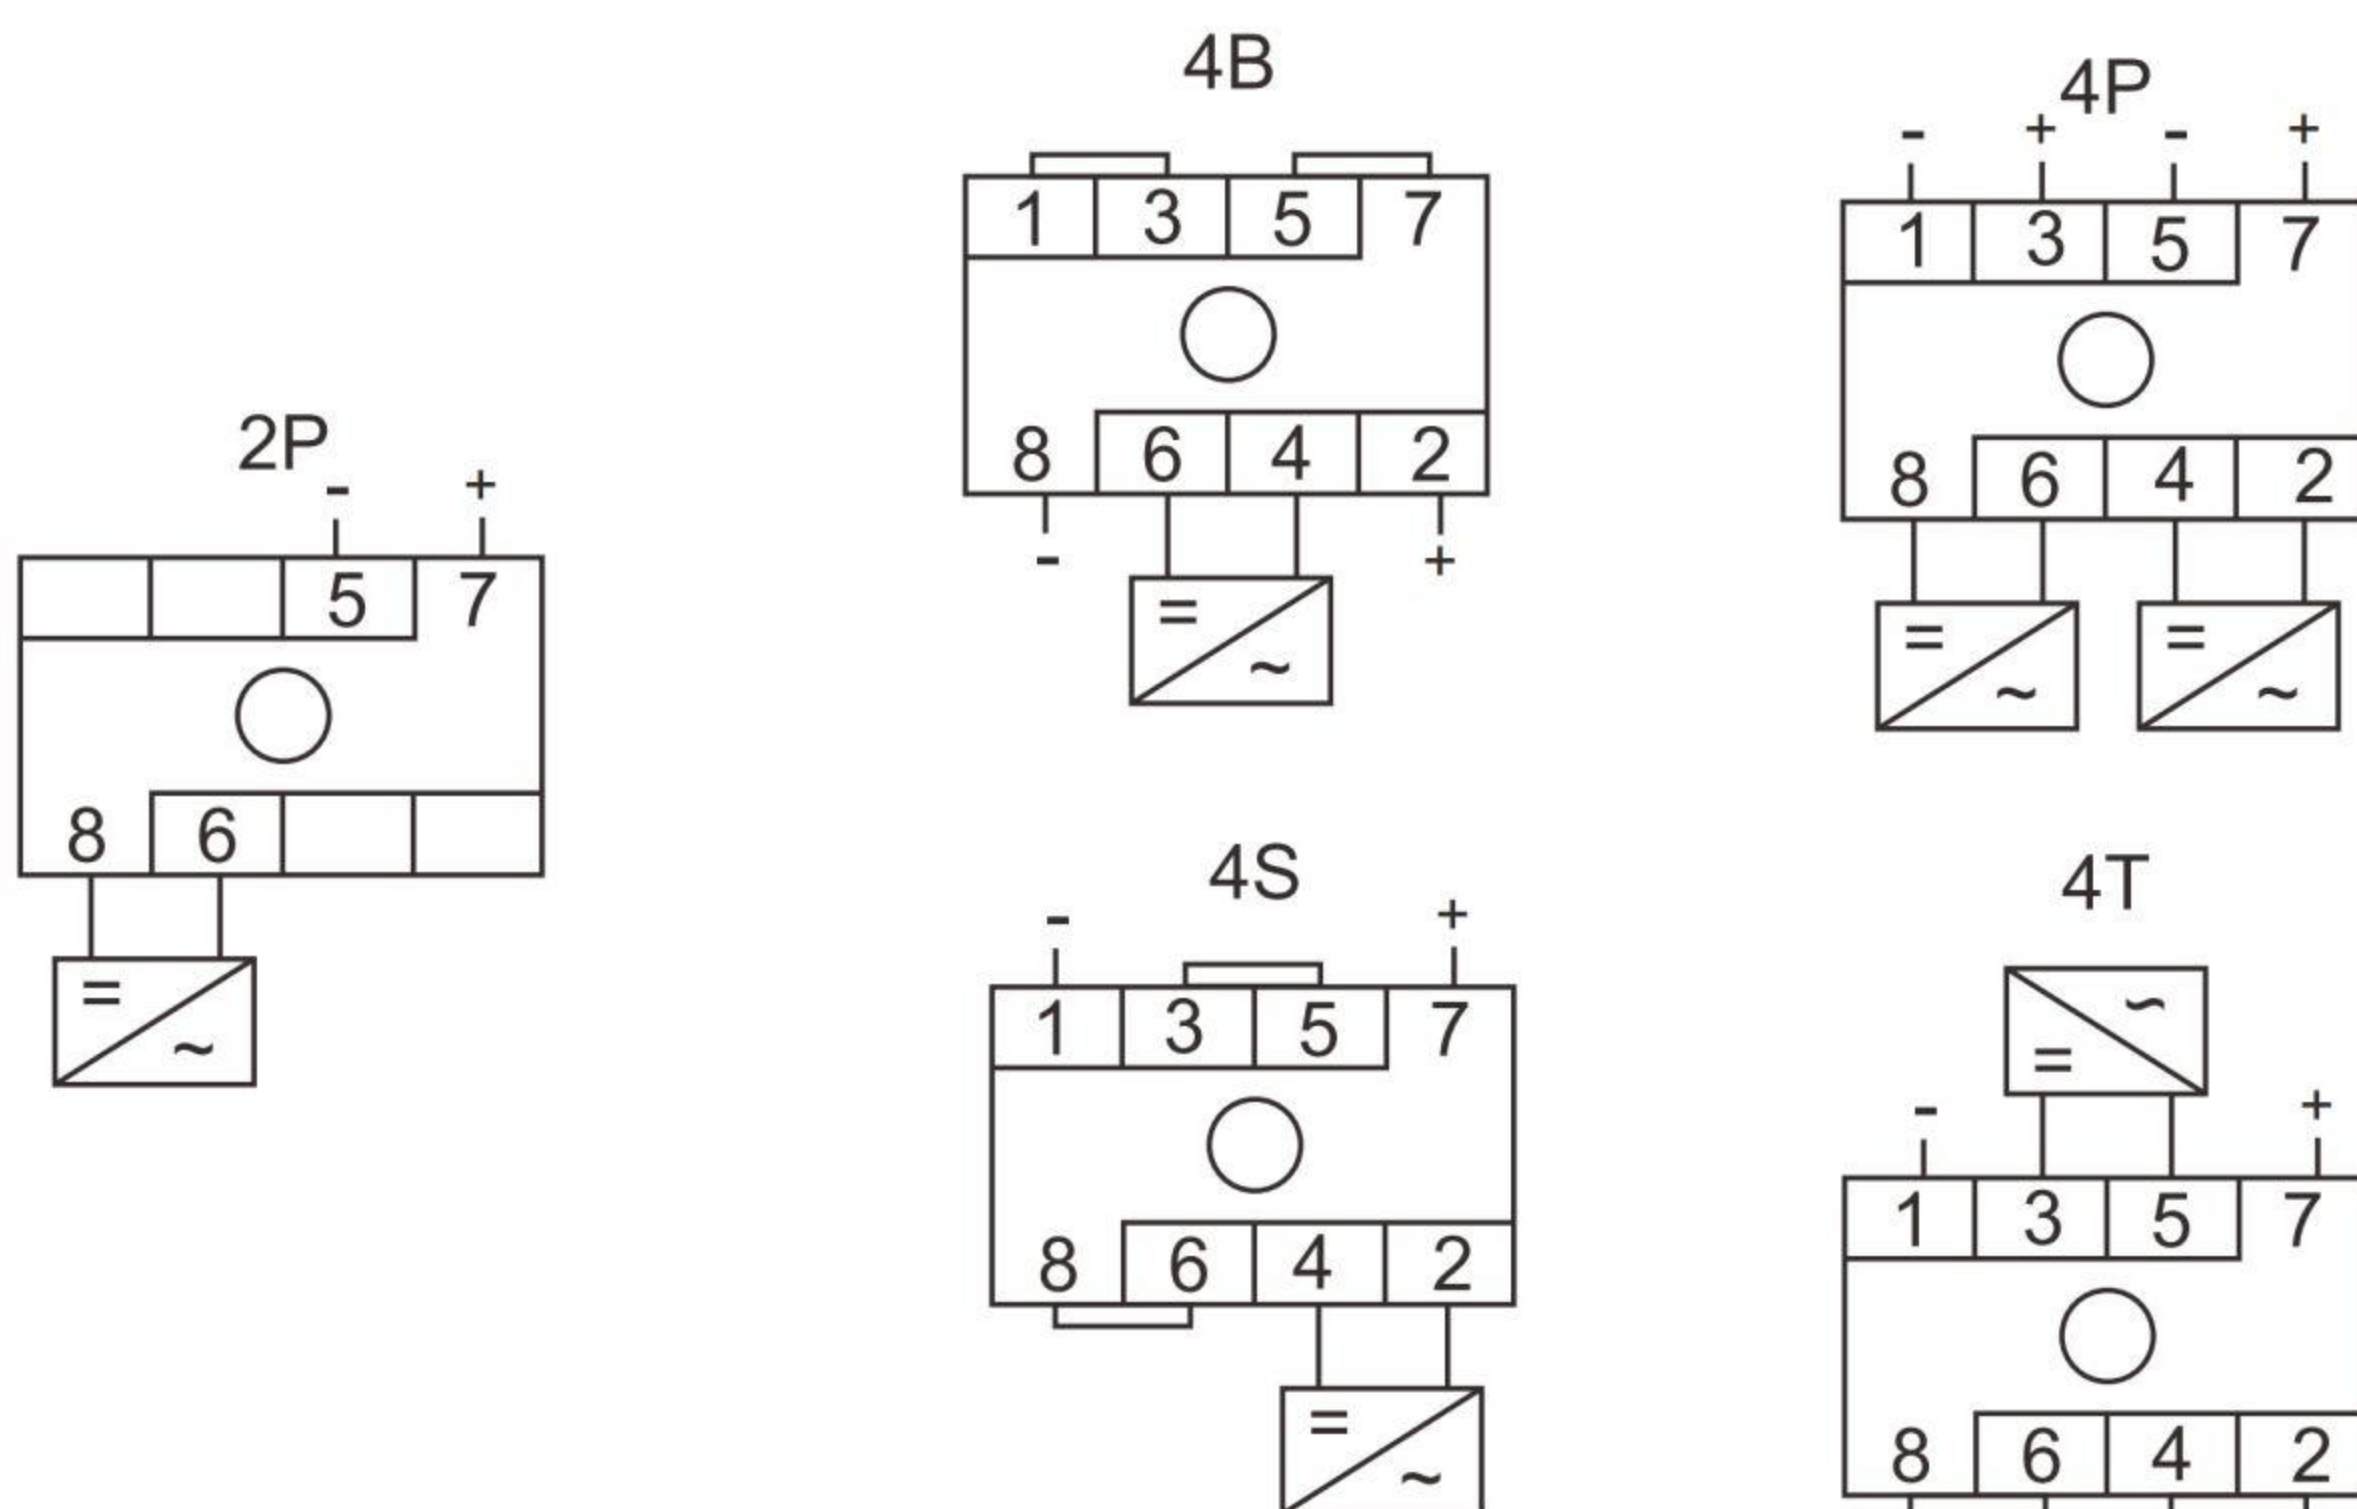 2P
- +
5 7
8 6
=
~
4B
1 3 5 7
8 6 4 2
- +
=
~
4P
- + - +
1 3 5 7
8 6 4 2
= =
~ ~
4S
- +
1 3 5 7
8 6 4 2
=
~
4T
~
=
- +
1 3 5 7
8 6 4 2